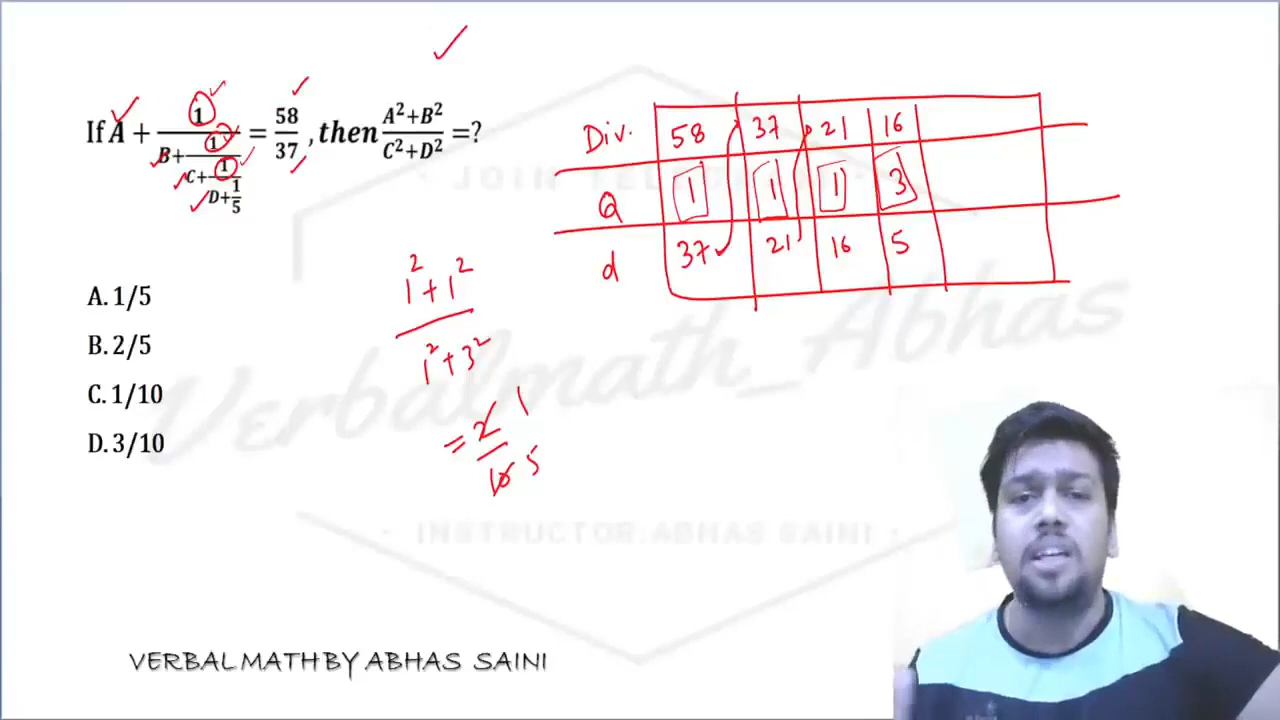 If A + 1/(B + 1/(C + 1/(D + 1/5))) = 58/37, then (A² + B²)/(C² + D²) = ?
A. 1/5
B. 2/5
C. 1/10
D. 3/10
1² + 1²
1² + 3²
= 2 1
10 5
Div. 58 37 21 16
Q 1 1 1 3
d 37 21 16 5
Verbalmath_Abhas
· INSTRUCTOR:ABHAS SAINI ·
VERBAL MATH BY ABHAS SAINI